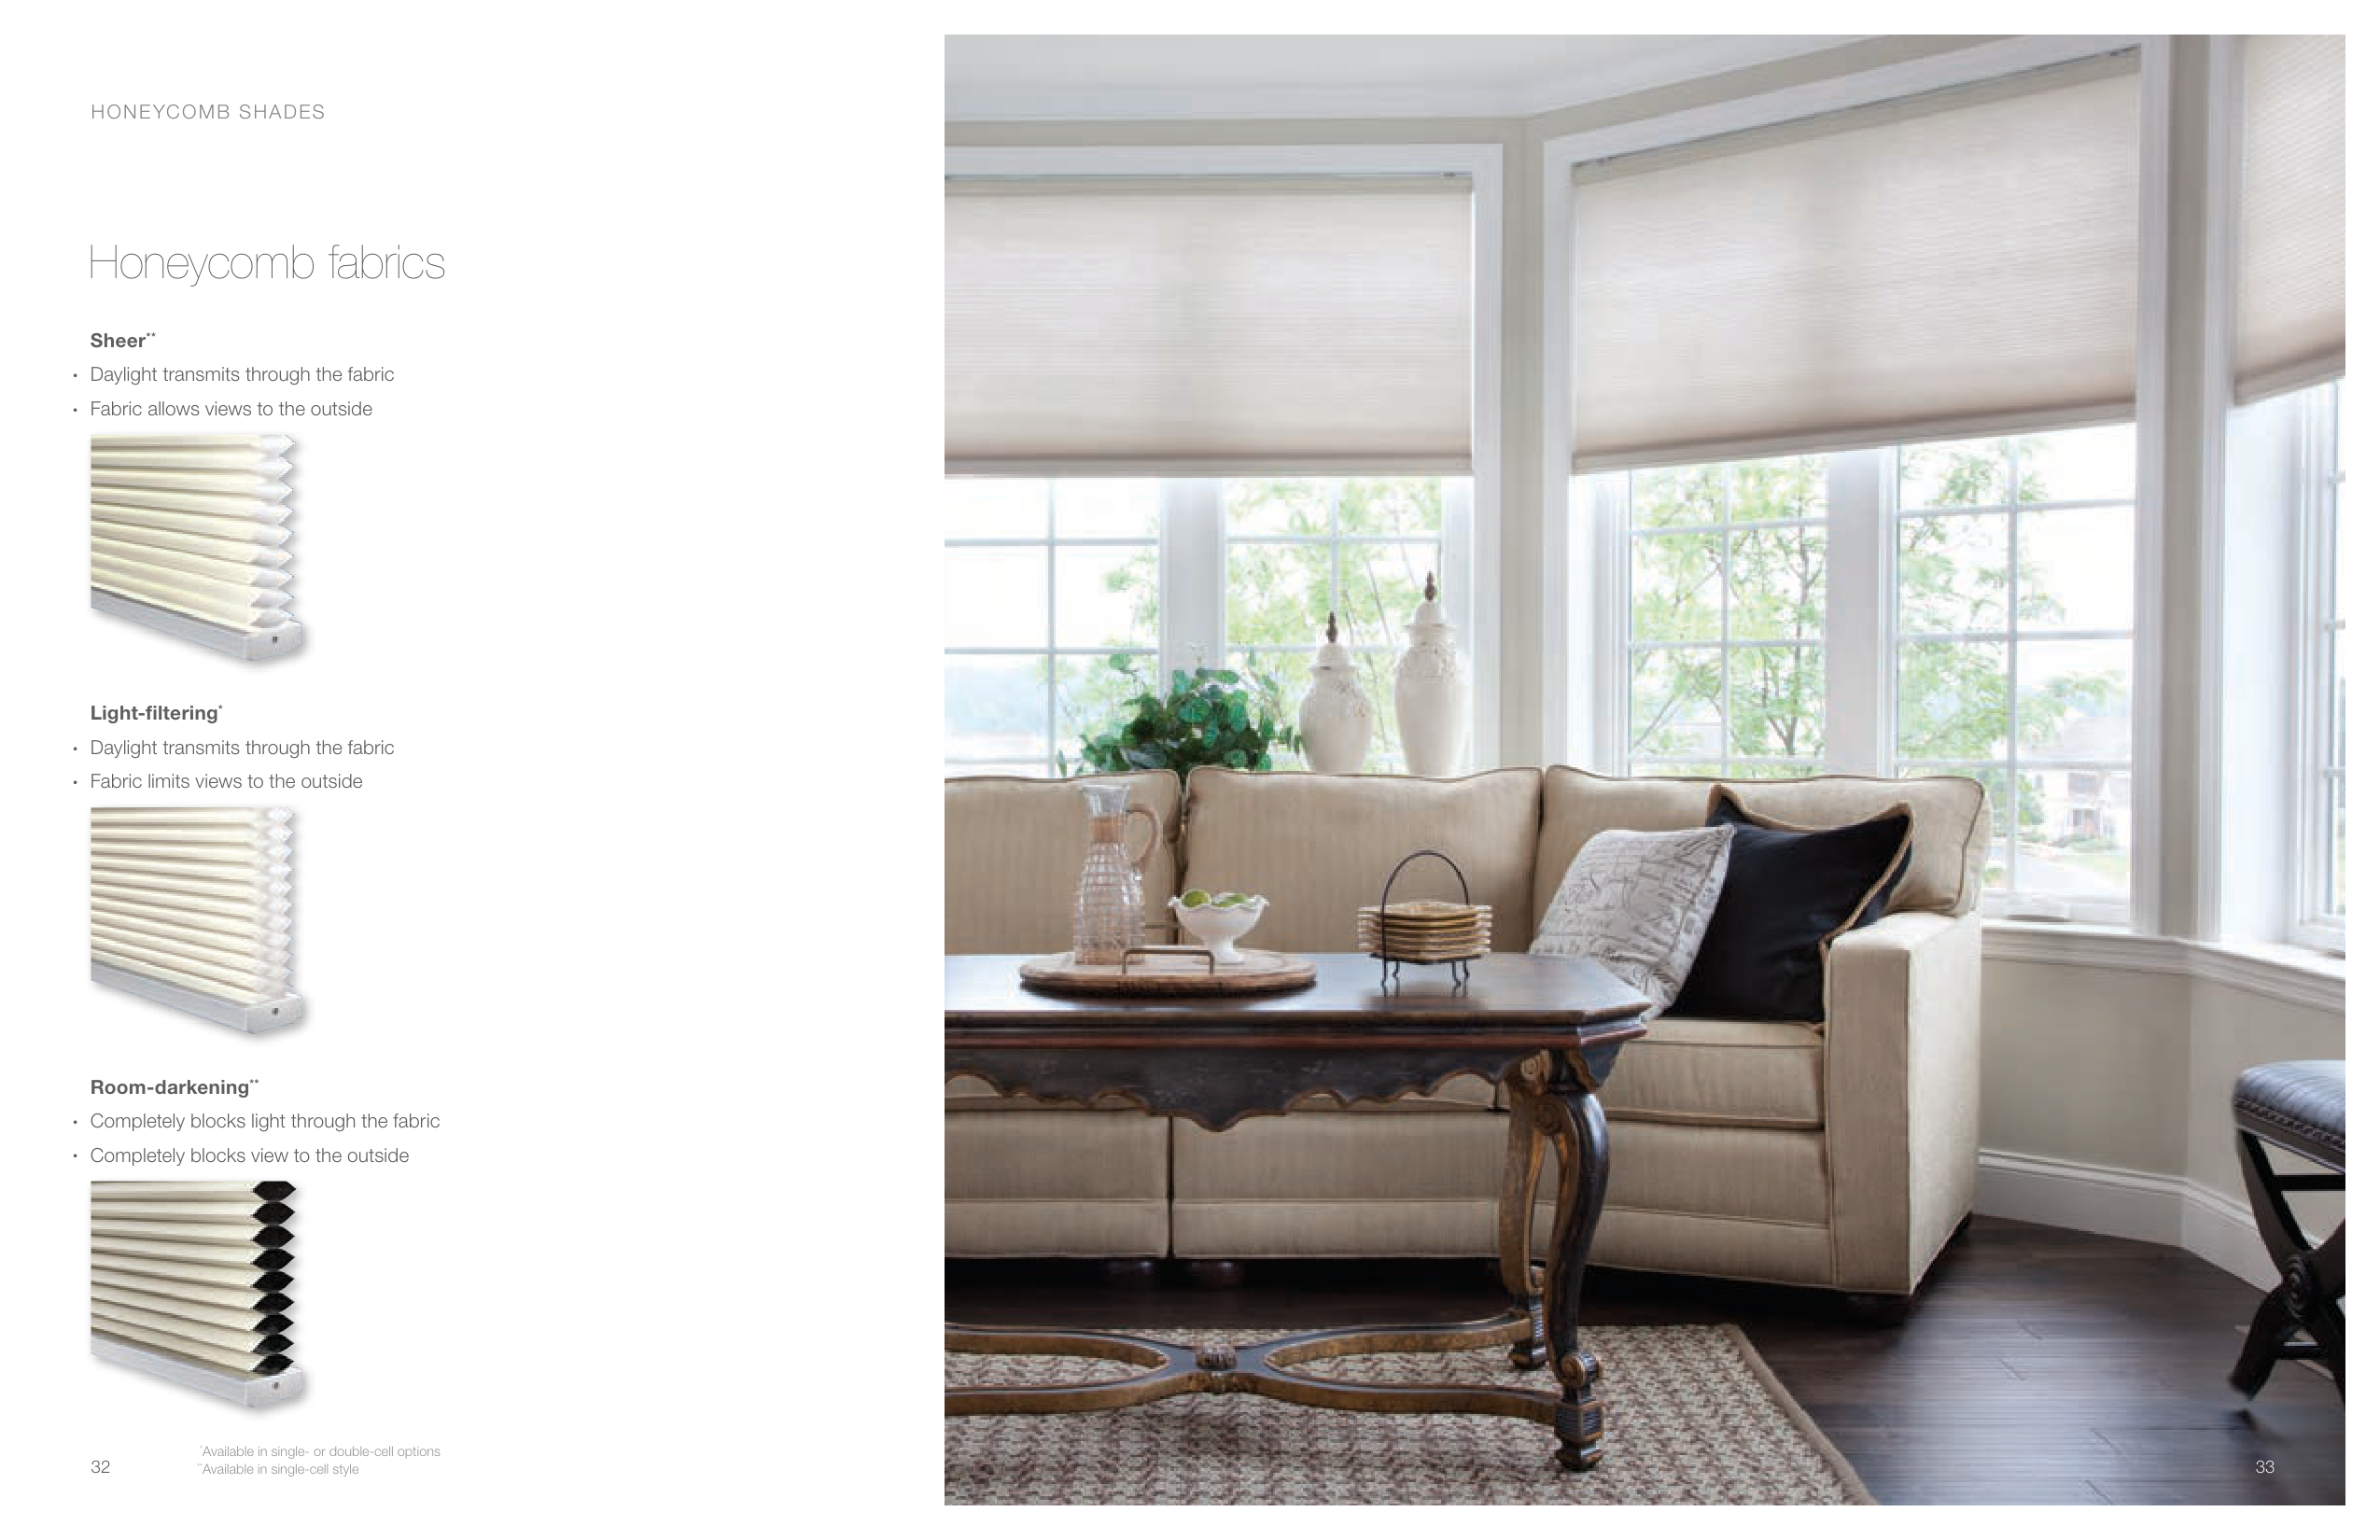 HONEYCOMB SHADES
Honeycomb fabrics
Sheer**
• Daylight transmits through the fabric
• Fabric allows views to the outside
Light-filtering*
• Daylight transmits through the fabric
• Fabric limits views to the outside
Room-darkening**
• Completely blocks light through the fabric
• Completely blocks view to the outside
*Available in single- or double-cell options
**Available in single-cell style
32
33